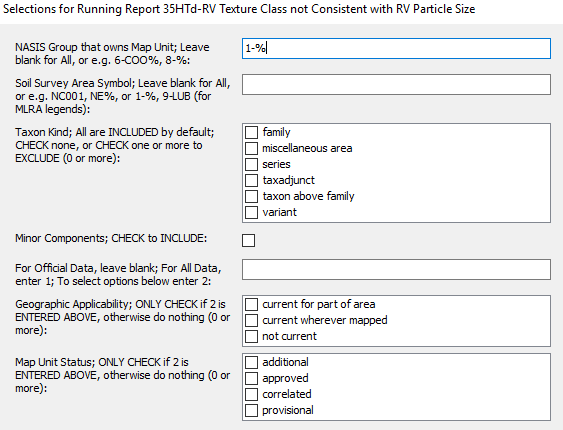 Selections for Running Report 35HTd-RV Texture Class not Consistent with RV Particle Size
NASIS Group that owns Map Unit; Leave
blank for All, or e.g. 6-COO%, 8-%:
1-%
Soil Survey Area Symbol; Leave blank for All,
or e.g. NC001, NE%, or 1-%, 9-LUB (for
MLRA legends):
Taxon Kind; All are INCLUDED by default;
CHECK none, or CHECK one or more to
EXCLUDE (0 or more):
family
miscellaneous area
series
taxadjunct
taxon above family
variant
Minor Components; CHECK to INCLUDE:
For Official Data, leave blank; For All Data,
enter 1; To select options below enter 2:
Geographic Applicability; ONLY CHECK if 2 is
ENTERED ABOVE, otherwise do nothing (0 or
more):
current for part of area
current wherever mapped
not current
Map Unit Status; ONLY CHECK if 2 is
ENTERED ABOVE, otherwise do nothing (0 or
more):
additional
approved
correlated
provisional